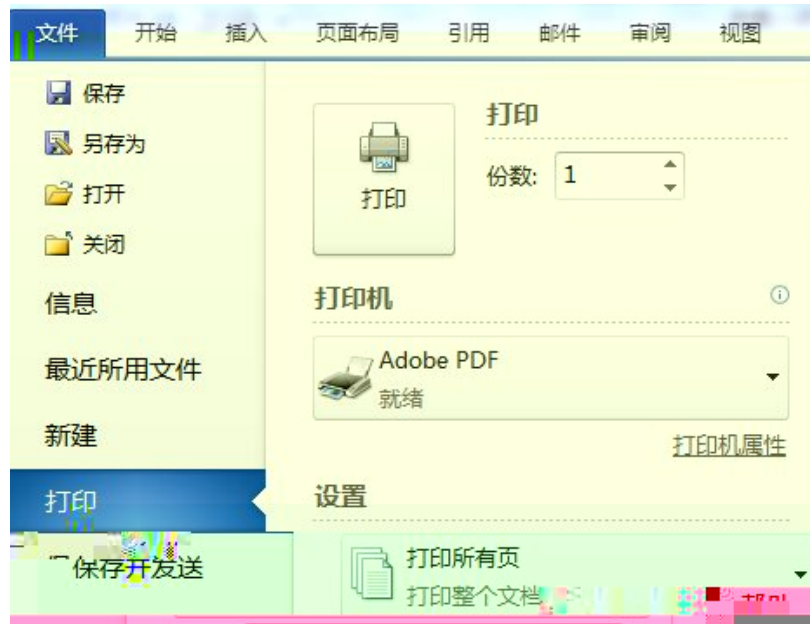 文件 开始 插入 页面布局 引用 邮件 审阅 视图
保存
另存为
打开
关闭
信息
最近所用文件
新建
打印
保存并发送
打印
打印
份数: 1
打印机
Adobe PDF
就绪
打印机属性
设置
打印所有页
打印整个文档